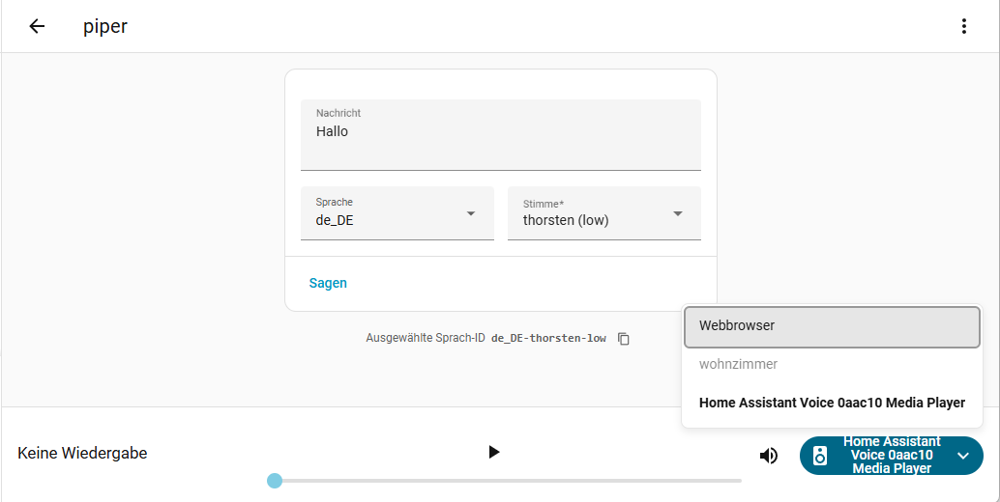 piper
Nachricht
Hallo
Sprache
de_DE
Stimme*
thorsten (low)
Sagen
Ausgewählte Sprach-ID de_DE-thorsten-low
Webbrowser
wohnzimmer
Home Assistant Voice 0aac10 Media Player
Keine Wiedergabe
Home Assistant
Voice 0aac10
Media Player